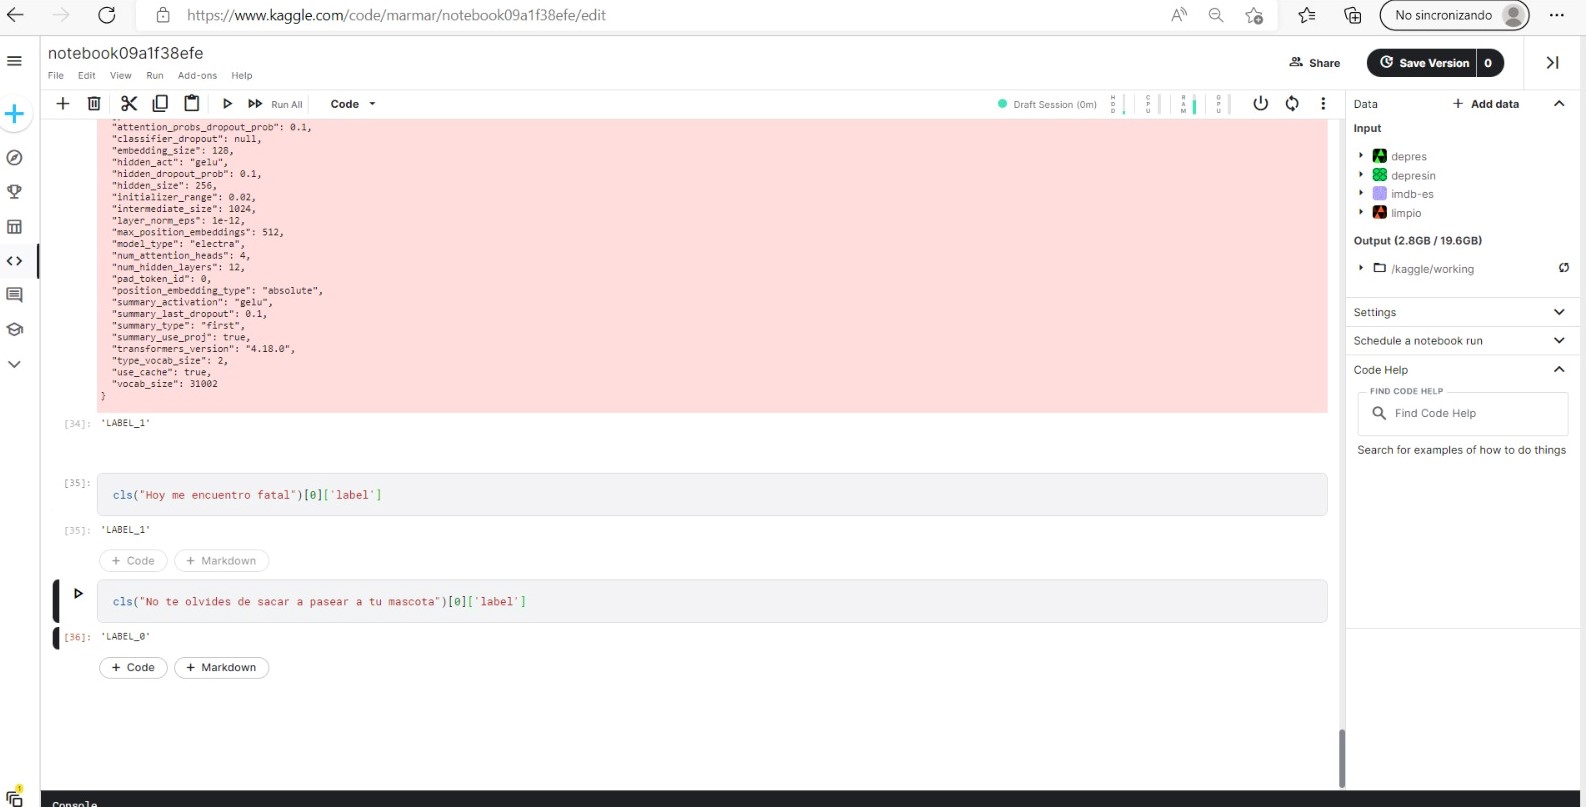 https://www.kaggle.com/code/marmar/notebook09a1f38efe/edit
No sincronizando
notebook09a1f38efe
File Edit View Run Add-ons Help
Share
Save Version 0
Run All
Code
Draft Session (0m)
HDD
CPU
RAM
GPU
"attention_probs_dropout_prob": 0.1,
"classifier_dropout": null,
"embedding_size": 128,
"hidden_act": "gelu",
"hidden_dropout_prob": 0.1,
"hidden_size": 256,
"initializer_range": 0.02,
"intermediate_size": 1024,
"layer_norm_eps": 1e-12,
"max_position_embeddings": 512,
"model_type": "electra",
"num_attention_heads": 4,
"num_hidden_layers": 12,
"pad_token_id": 0,
"position_embedding_type": "absolute",
"summary_activation": "gelu",
"summary_last_dropout": 0.1,
"summary_type": "first",
"summary_use_proj": true,
"transformers_version": "4.18.0",
"type_vocab_size": 2,
"use_cache": true,
"vocab_size": 31002
}
[34]: 'LABEL_1'
[35]: cls("Hoy me encuentro fatal")[0]['label']
[35]: 'LABEL_1'
+ Code + Markdown
cls("No te olvides de sacar a pasear a tu mascota")[0]['label']
[36]: 'LABEL_0'
+ Code + Markdown
Console
Data + Add data
Input
depres
depresin
imdb-es
limpio
Output (2.8GB / 19.6GB)
/kaggle/working
Settings
Schedule a notebook run
Code Help
FIND CODE HELP
Find Code Help
Search for examples of how to do things
1